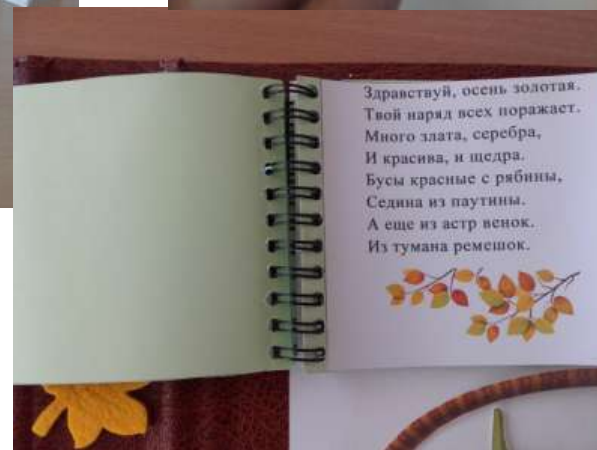 Здравствуй, осень золотая.
Твой наряд всех поражает.
Много злата, серебра,
И красива, и щедра.
Бусы красные с рябины,
Седина из паутины.
А еще из астр венок.
Из тумана ремешок.